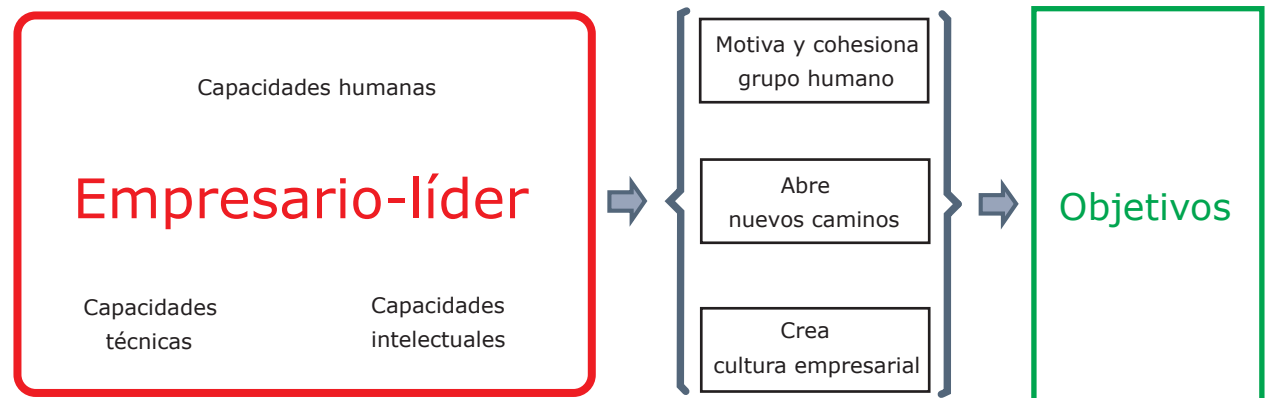 Capacidades humanas
Empresario-líder
Capacidades
técnicas
Capacidades
intelectuales
Motiva y cohesiona
grupo humano
Abre
nuevos caminos
Crea
cultura empresarial
Objetivos